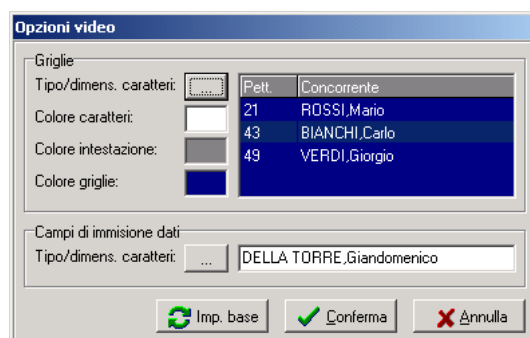 Opzioni video
Griglie
Tipo/dimens. caratteri: ...
Colore caratteri:
Colore intestazione:
Colore griglie:
Pett. Concorrente
21 ROSSI,Mario
43 BIANCHI,Carlo
49 VERDI,Giorgio
Campi di immisione dati
Tipo/dimens. caratteri: ... DELLA TORRE,Giandomenico
Imp. base Conferma Annulla